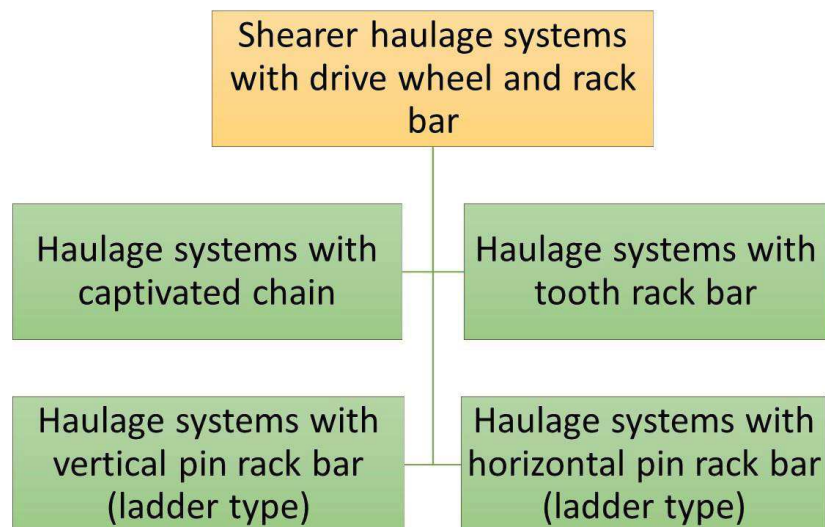 Shearer haulage systems
with drive wheel and rack
bar
Haulage systems with
captivated chain
Haulage systems with
tooth rack bar
Haulage systems with
vertical pin rack bar
(ladder type)
Haulage systems with
horizontal pin rack bar
(ladder type)